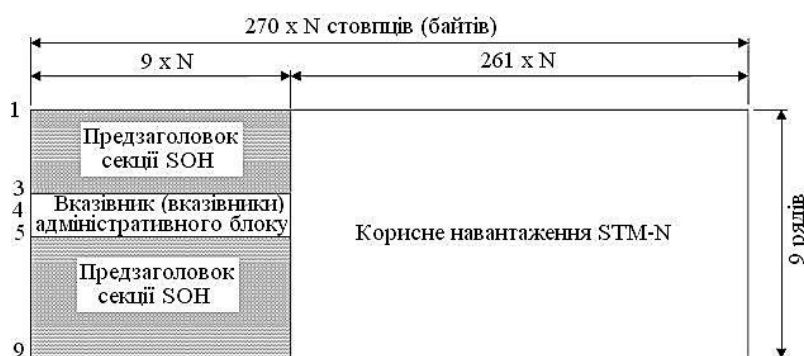 270 x N стовпців (байтів)
9 x N
261 x N
1
Предзаголовок
секції SOH
3
Вказівник (вказівники)
4
адміністративного блоку
5
Корисне навантаження STM-N
9 рядів
Предзаголовок
секції SOH
9